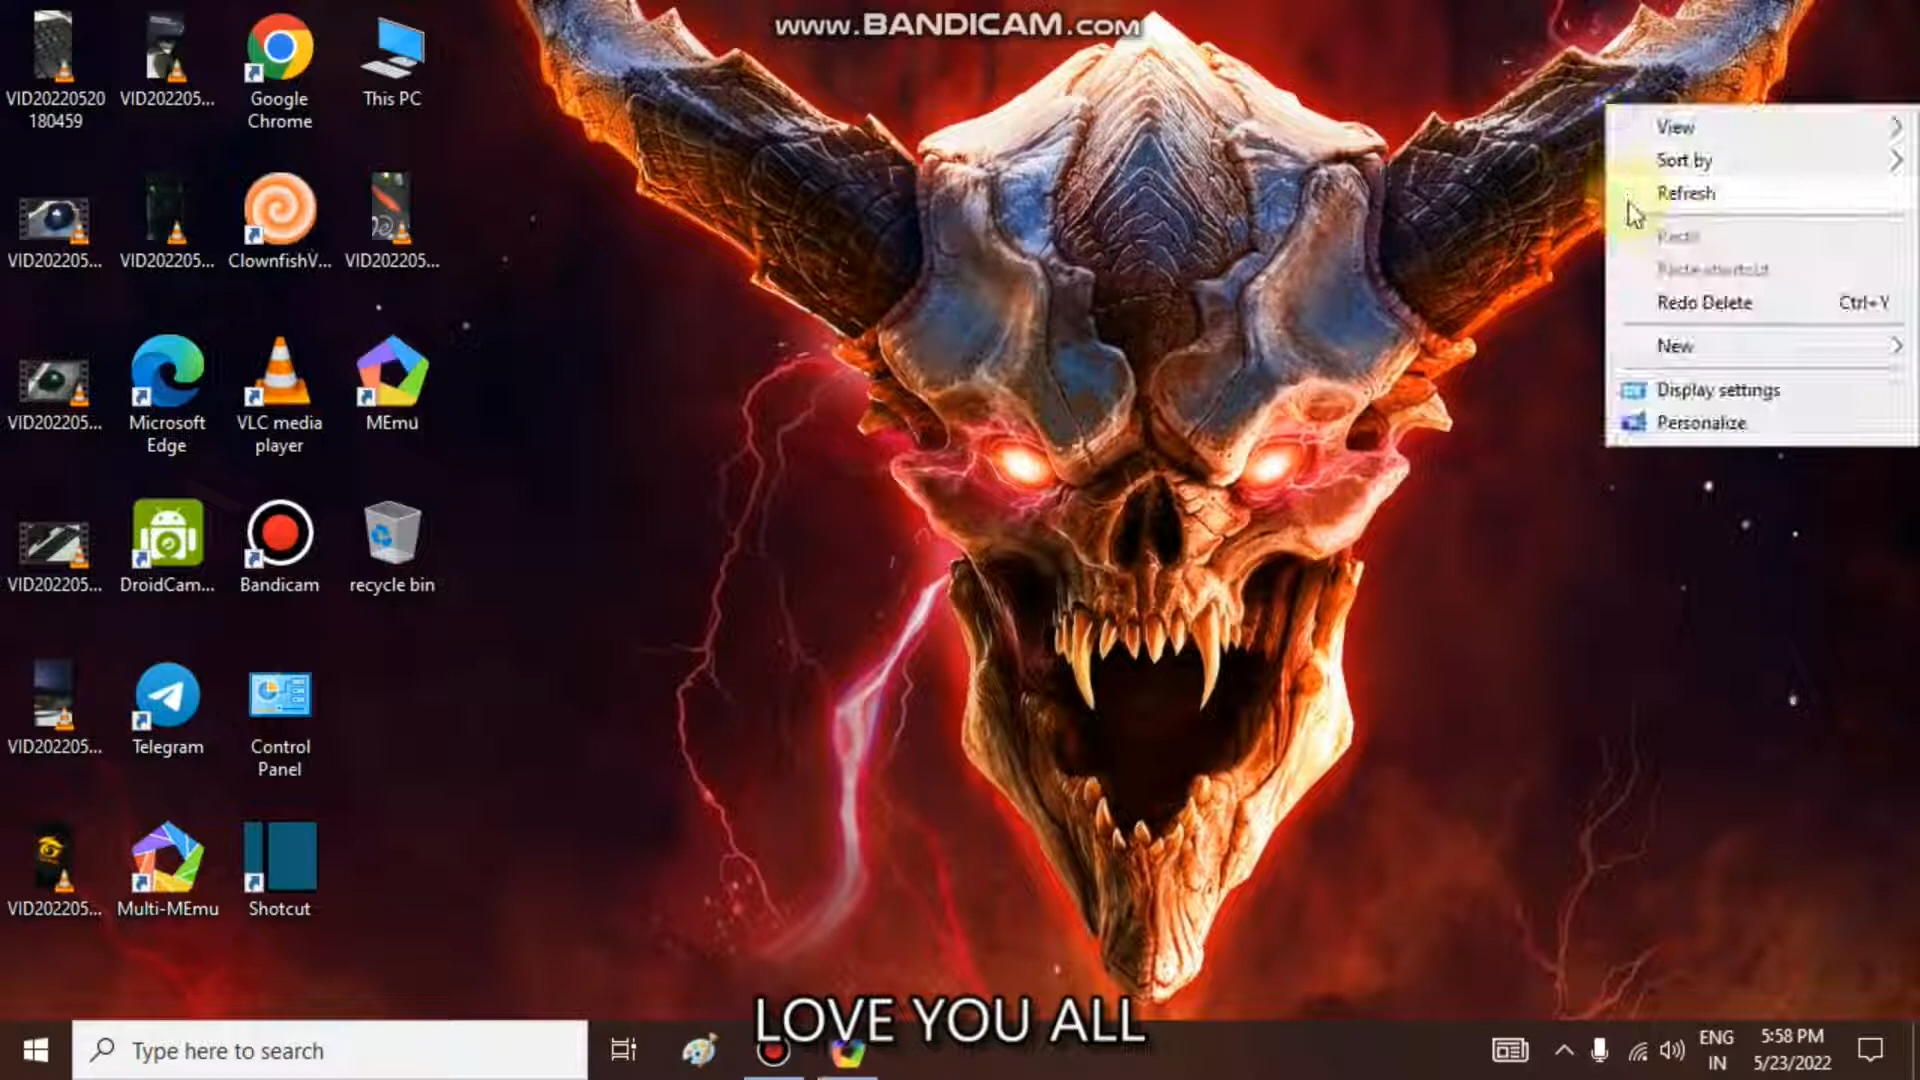 www.BANDICAM.com
VID20220520
180459
VID202205...
Google
Chrome
This PC
VID202205...
VID202205...
ClownfishV...
VID202205...
VID202205...
Microsoft
Edge
VLC media
player
MEmu
VID202205...
DroidCam...
Bandicam
recycle bin
VID202205...
Telegram
Control
Panel
VID202205...
Multi-MEmu
Shotcut
View
Sort by
Refresh
Paste
Paste shortcut
Redo Delete Ctrl+Y
New
Display settings
Personalize
LOVE YOU ALL
Type here to search
ENG
IN
5:58 PM
5/23/2022